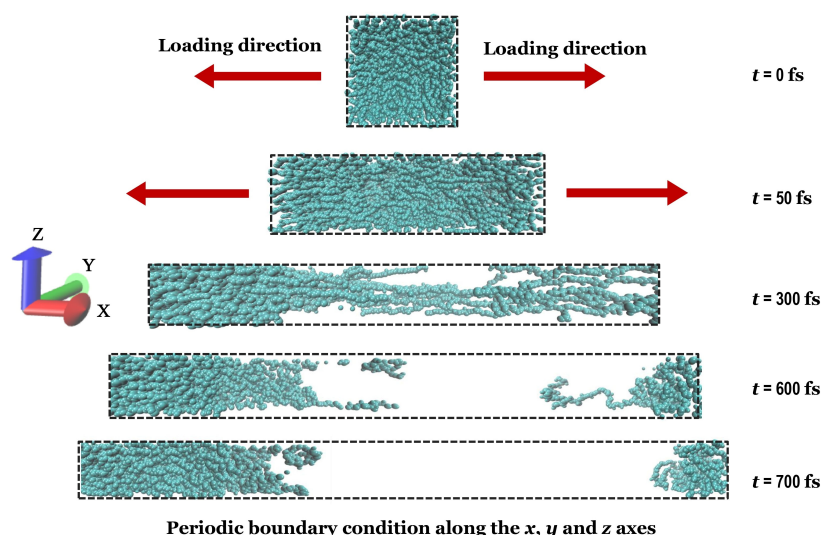 Loading direction
Loading direction
t = 0 fs
t = 50 fs
Z
Y
X
t = 300 fs
t = 600 fs
t = 700 fs
Periodic boundary condition along the x, y and z axes